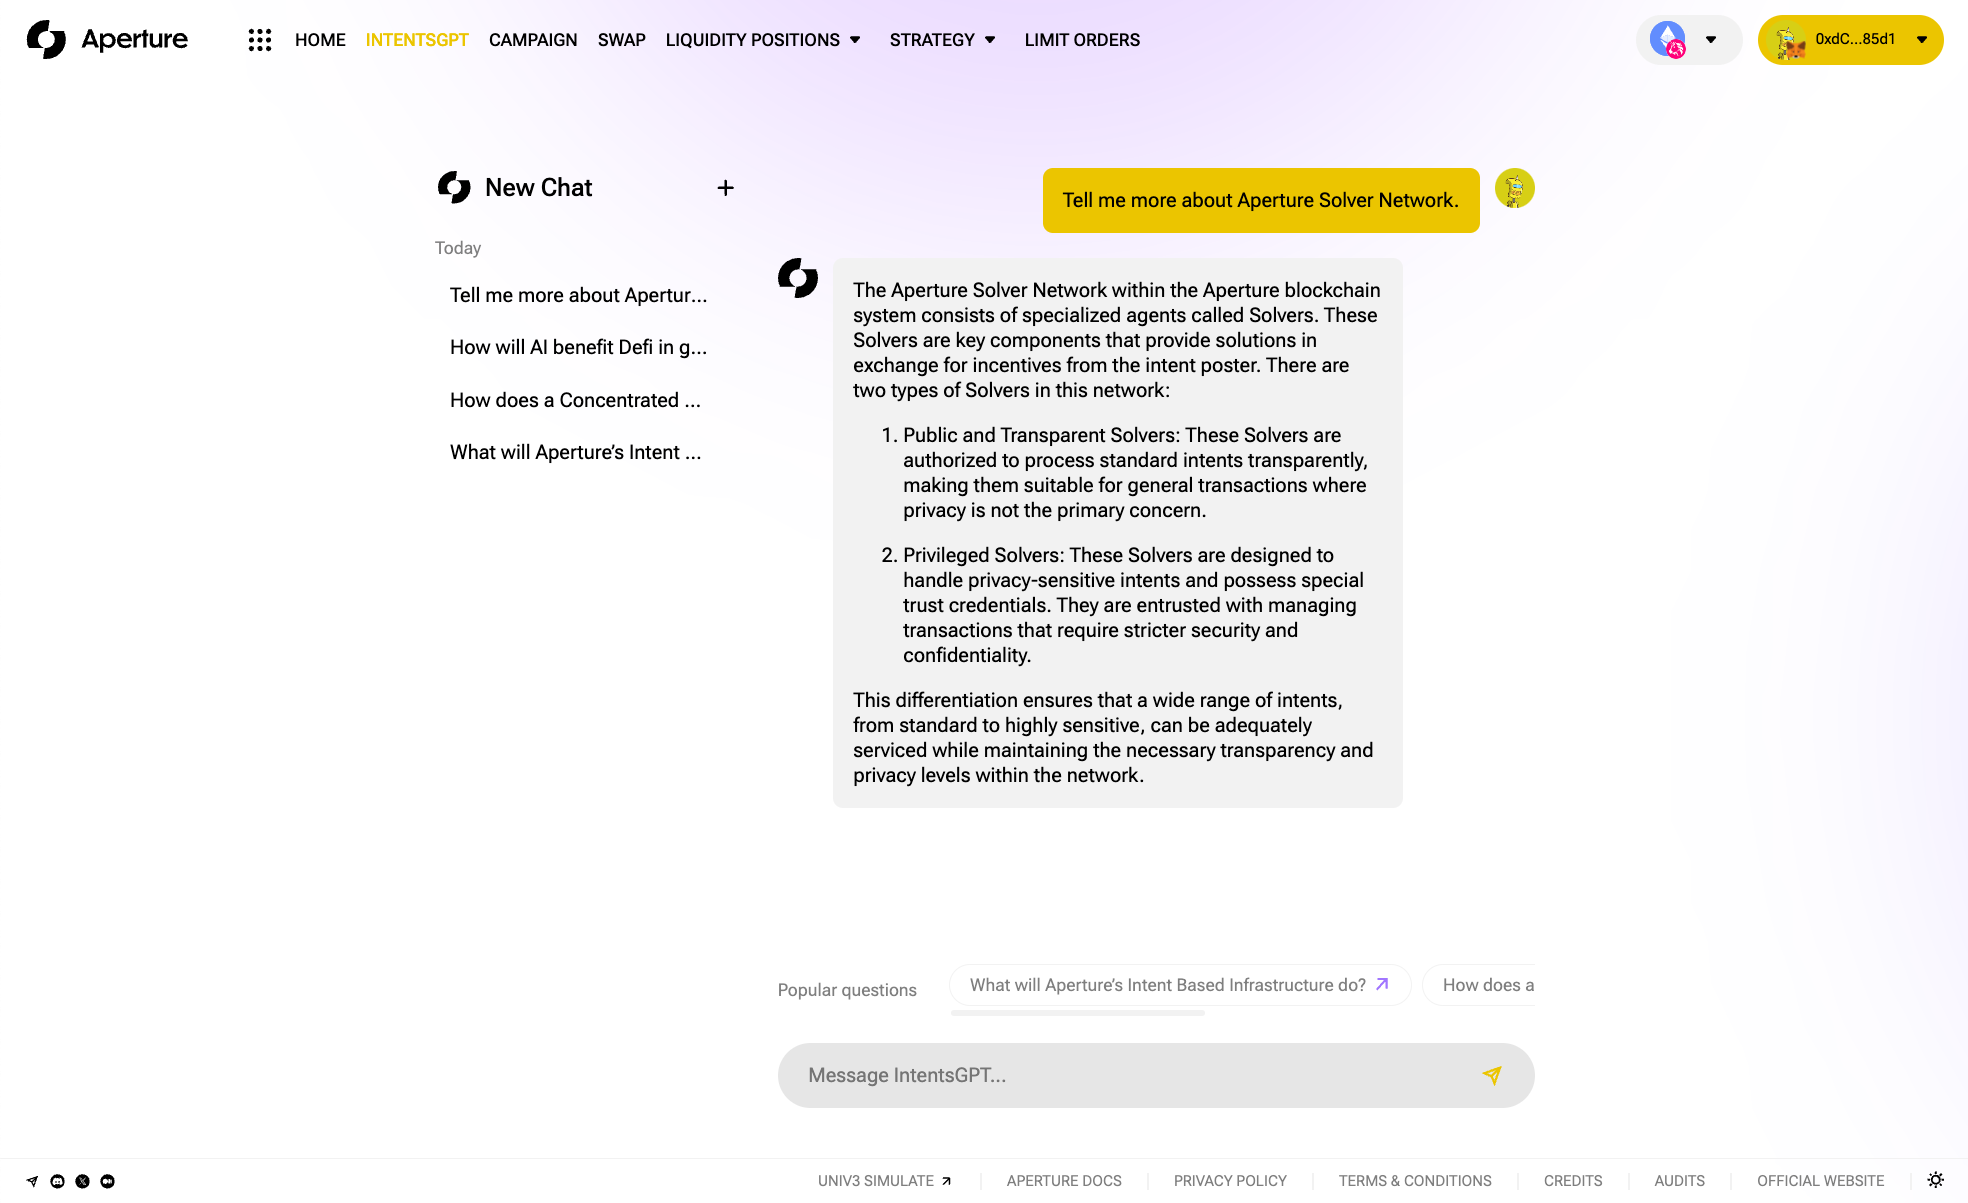 Aperture
HOME INTENTSGPT CAMPAIGN SWAP LIQUIDITY POSITIONS STRATEGY LIMIT ORDERS
0xdC...85d1
New Chat
Today
Tell me more about Apertur...
How will AI benefit Defi in g...
How does a Concentrated ...
What will Aperture’s Intent ...
Tell me more about Aperture Solver Network.
The Aperture Solver Network within the Aperture blockchain
system consists of specialized agents called Solvers. These
Solvers are key components that provide solutions in
exchange for incentives from the intent poster. There are
two types of Solvers in this network:
1. Public and Transparent Solvers: These Solvers are
authorized to process standard intents transparently,
making them suitable for general transactions where
privacy is not the primary concern.
2. Privileged Solvers: These Solvers are designed to
handle privacy-sensitive intents and possess special
trust credentials. They are entrusted with managing
transactions that require stricter security and
confidentiality.
This differentiation ensures that a wide range of intents,
from standard to highly sensitive, can be adequately
serviced while maintaining the necessary transparency and
privacy levels within the network.
Popular questions
What will Aperture’s Intent Based Infrastructure do?
How does a
Message IntentsGPT...
UNIV3 SIMULATE APERTURE DOCS PRIVACY POLICY TERMS & CONDITIONS CREDITS AUDITS OFFICIAL WEBSITE